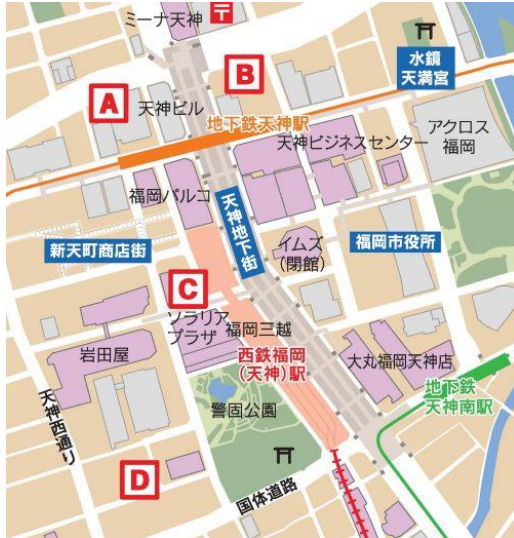 ミーナ天神
〒
B
水鏡
天満宮
A
天神ビル
地下鉄天神駅
アクロス
福岡
天神ビジネスセンター
福岡パルコ
天神地下街
新天町商店街
イムズ
(閉館)
福岡市役所
C
ソラリア
プラザ
福岡三越
岩田屋
西鉄福岡
(天神)駅
大丸福岡天神店
地下鉄
天神南駅
警固公園
天神西通り
D
国体道路